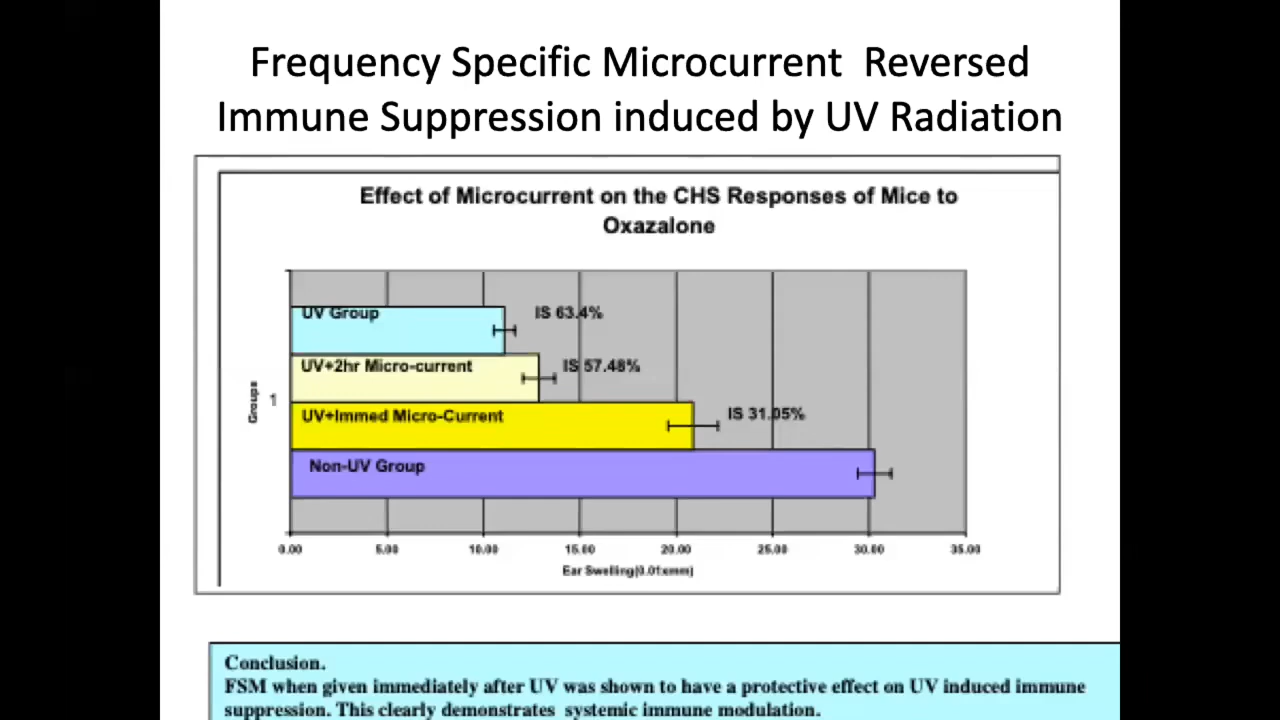 Frequency Specific Microcurrent Reversed
Immune Suppression induced by UV Radiation
Effect of Microcurrent on the CHS Responses of Mice to
Oxazalone
UV Group
IS 63.4%
UV+2hr Micro-current
IS 57.48%
UV+Immed Micro-Current
IS 31.05%
Non-UV Group
Groups
1
0.00 5.00 10.00 15.00 20.00 25.00 30.00 35.00
Ear Swelling(0.01xmm)
Conclusion.
FSM when given immediately after UV was shown to have a protective effect on UV induced immune
suppression. This clearly demonstrates systemic immune modulation.